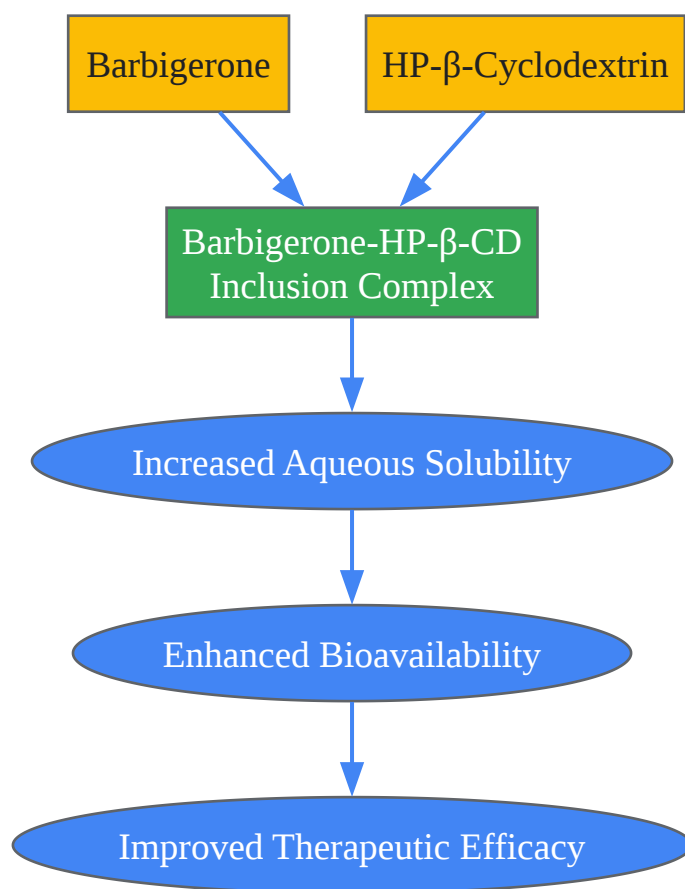 Barbigerone
HP-β-Cyclodextrin
Barbigerone-HP-β-CD
Inclusion Complex
Increased Aqueous Solubility
Enhanced Bioavailability
Improved Therapeutic Efficacy